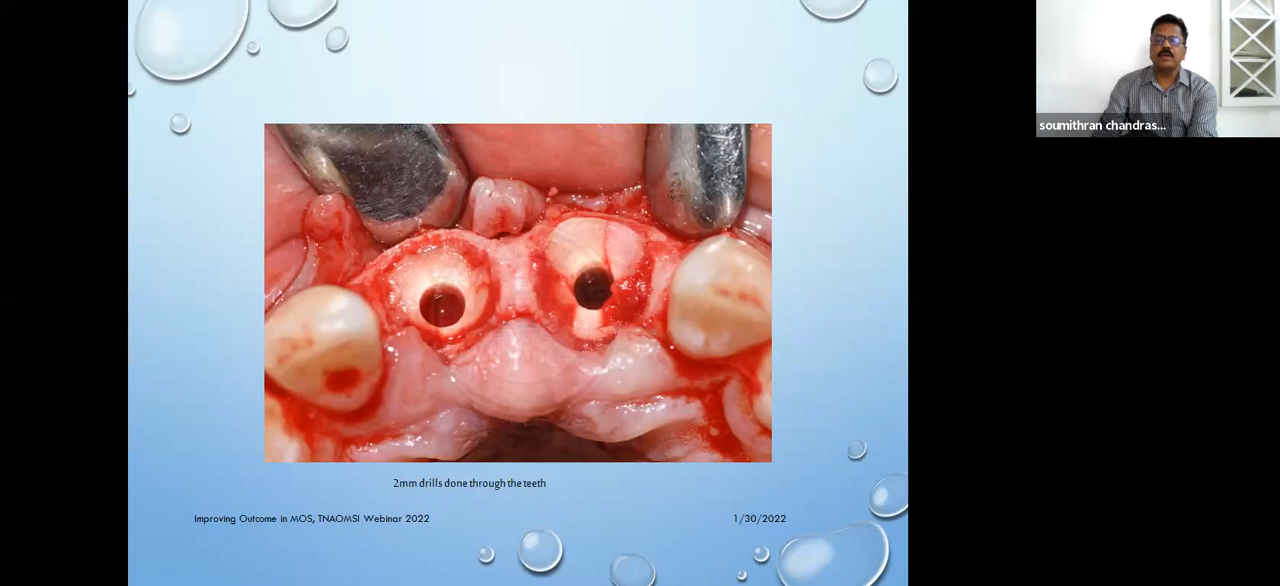 soumithran chandras...
2mm drills done through the teeth
Improving Outcome in MOS, TNAOMSI Webinar 2022
1/30/2022